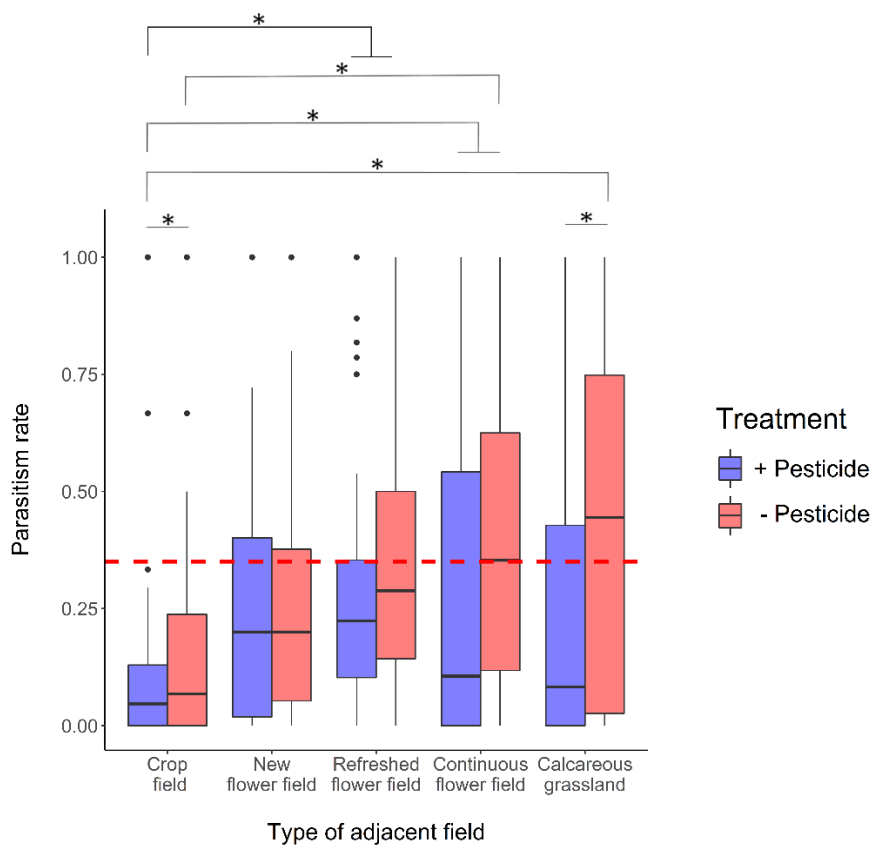 *
*
*
*
* *
1.00
0.75
0.50
0.25
0.00
Parasitism rate
Crop
field
New
flower field
Refreshed
flower field
Continuous
flower field
Calcareous
grassland
Type of adjacent field
Treatment
+ Pesticide
- Pesticide